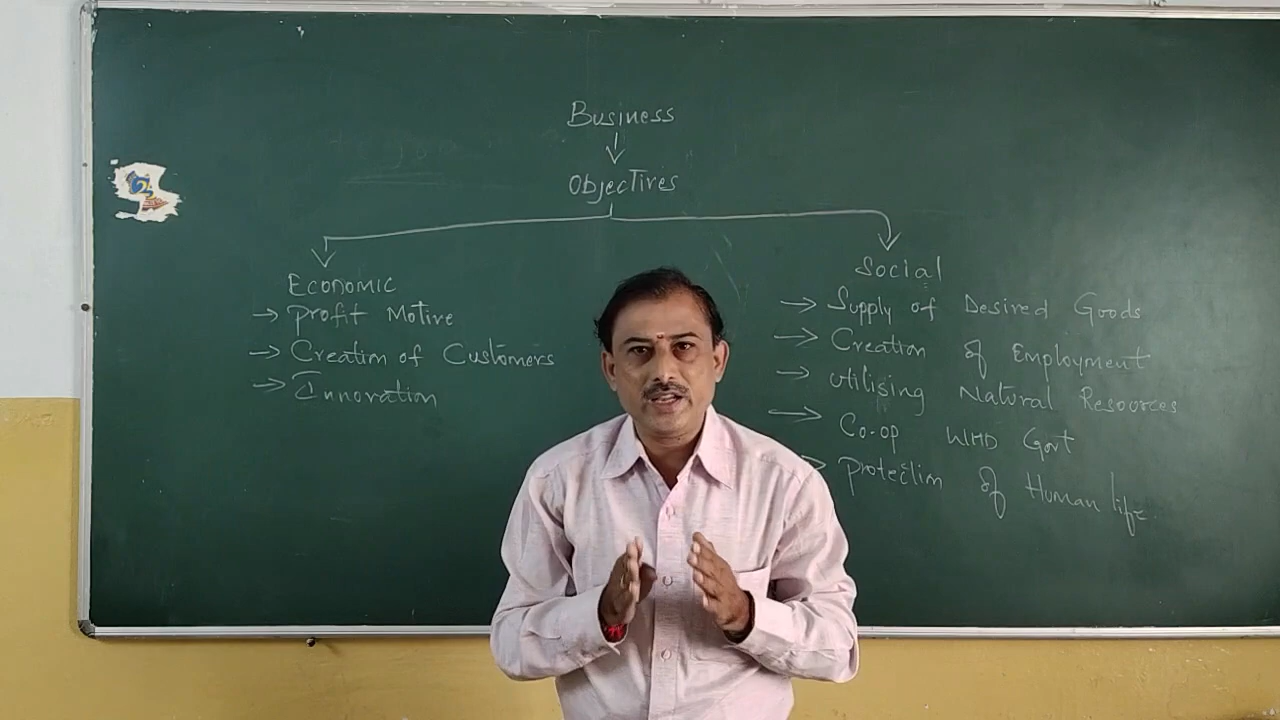 Business
Objectives
Economic
Profit Motive
Creation of Customers
Innovation
Social
Supply of Desired Goods
Creation of Employment
Utilising Natural Resources
Co-op with Govt
Protection of Human life